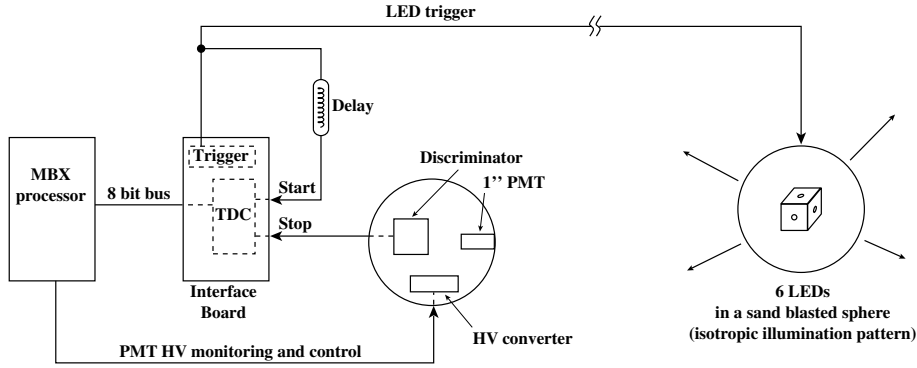 LED trigger
Delay
Trigger
MBX
processor
8 bit bus
TDC
Start
Stop
Discriminator
1’’ PMT
Interface
Board
HV converter
PMT HV monitoring and control
6 LEDs
in a sand blasted sphere
(isotropic illumination pattern)